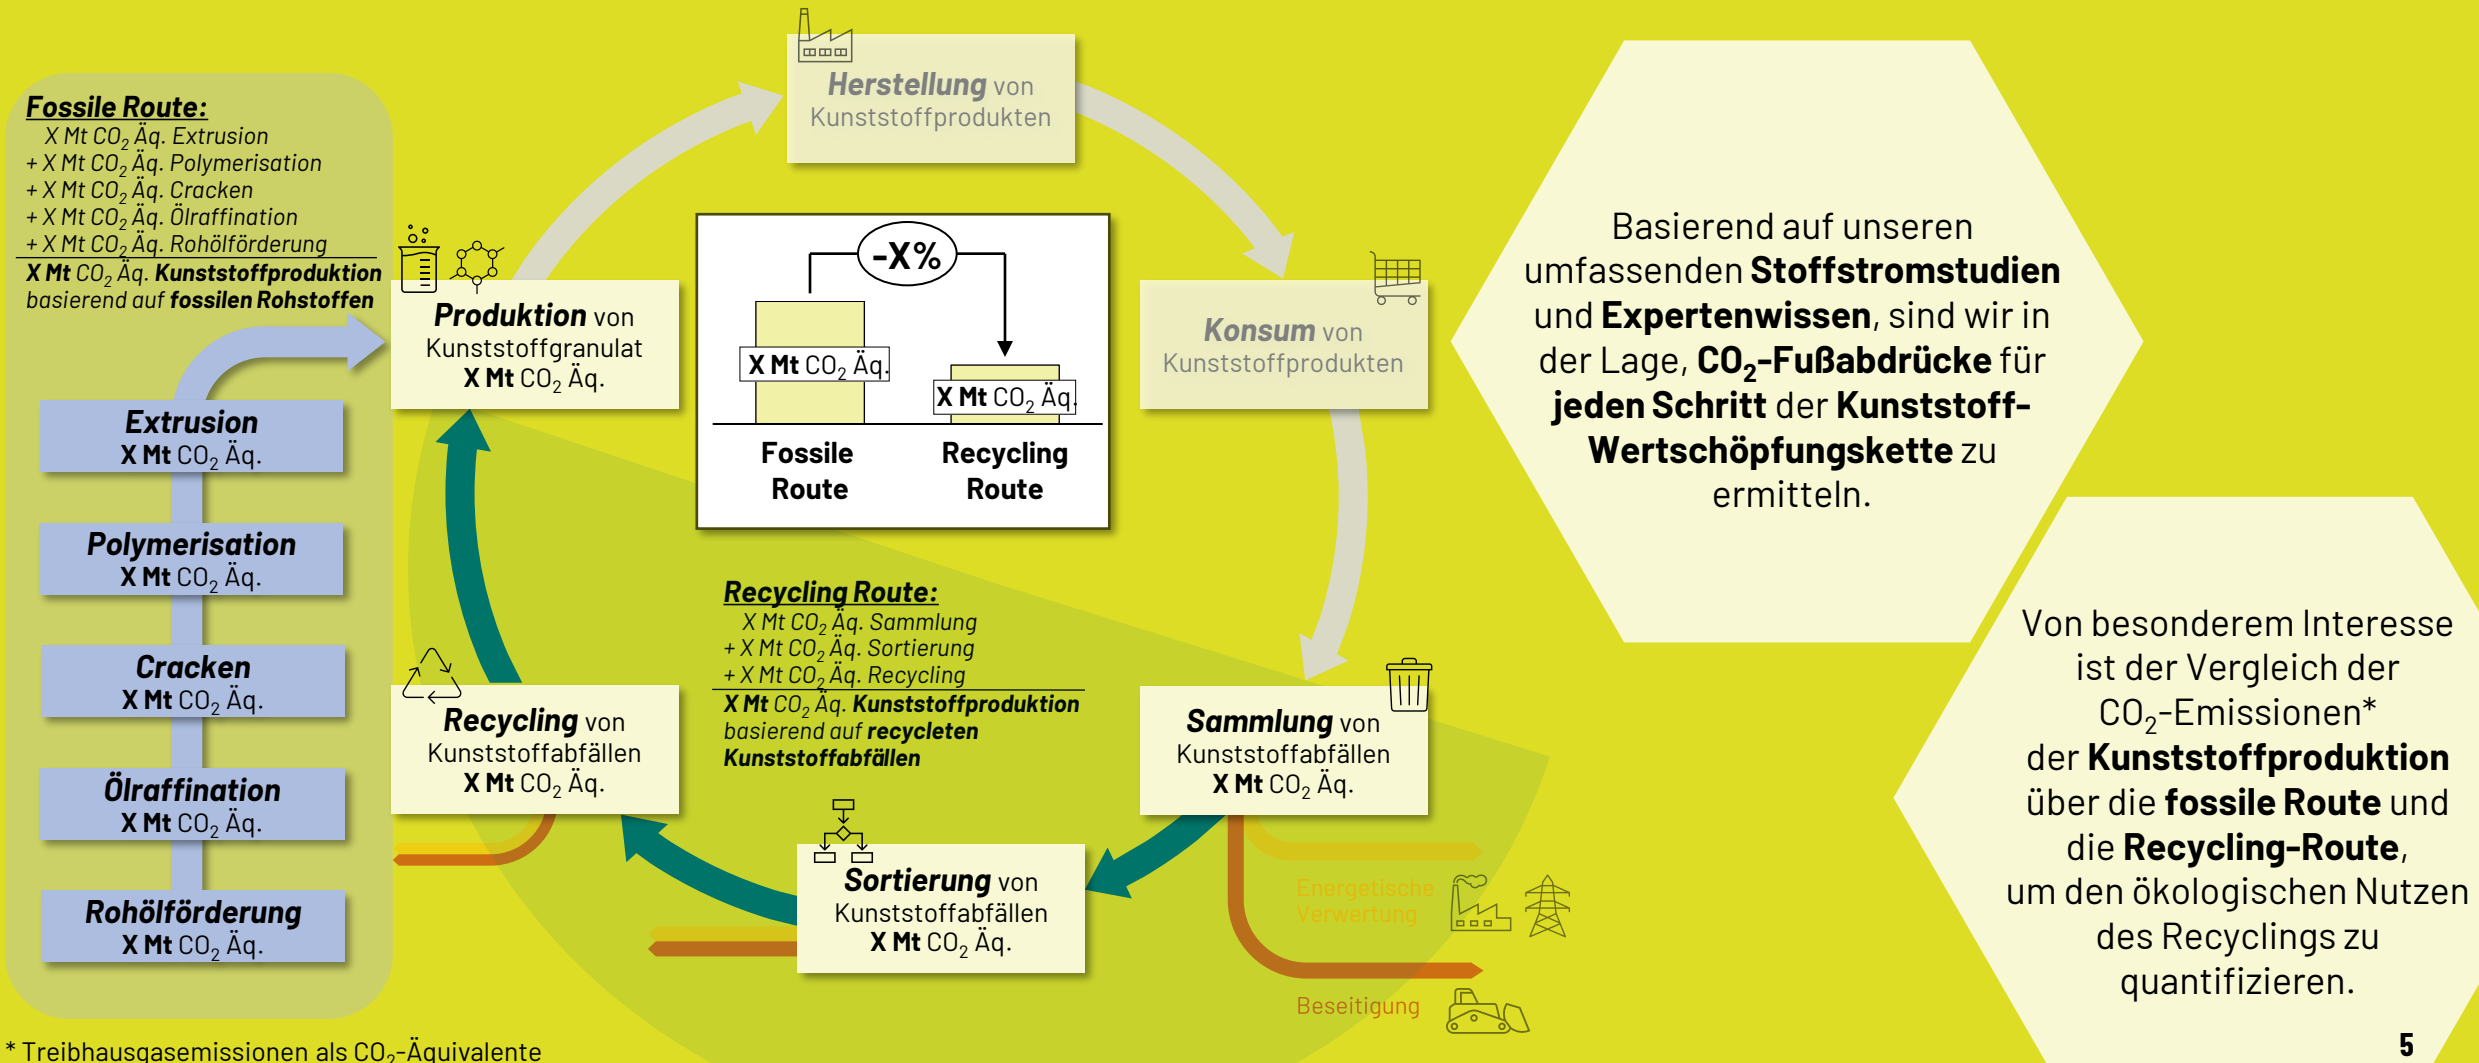 Fossile Route:
X Mt CO₂ Äq. Extrusion
+ X Mt CO₂ Äq. Polymerisation
+ X Mt CO₂ Äq. Cracken
+ X Mt CO₂ Äq. Ölraffination
+ X Mt CO₂ Äq. Rohölförderung
X Mt CO₂ Äq. Kunststoffproduktion
basierend auf fossilen Rohstoffen
Extrusion
X Mt CO₂ Äq.
Polymerisation
X Mt CO₂ Äq.
Cracken
X Mt CO₂ Äq.
Ölraffination
X Mt CO₂ Äq.
Rohölförderung
X Mt CO₂ Äq.
Herstellung von
Kunststoffprodukten
Produktion von
Kunststoffgranulat
X Mt CO₂ Äq.
-X%
X Mt CO₂ Äq.
X Mt CO₂ Äq.
Fossile
Route
Recycling
Route
Konsum von
Kunststoffprodukten
Recycling Route:
X Mt CO₂ Äq. Sammlung
+ X Mt CO₂ Äq. Sortierung
+ X Mt CO₂ Äq. Recycling
X Mt CO₂ Äq. Kunststoffproduktion
basierend auf recycleten
Kunststoffabfällen
Recycling von
Kunststoffabfällen
X Mt CO₂ Äq.
Sammlung von
Kunststoffabfällen
X Mt CO₂ Äq.
Sortierung von
Kunststoffabfällen
X Mt CO₂ Äq.
Energetische
Verwertung
Beseitigung
Basierend auf unseren
umfassenden Stoffstromstudien
und Expertenwissen, sind wir in
der Lage, CO₂-Fußabdrücke für
jeden Schritt der Kunststoff-
Wertschöpfungskette zu
ermitteln.
Von besonderem Interesse
ist der Vergleich der
CO₂-Emissionen*
der Kunststoffproduktion
über die fossile Route und
die Recycling-Route,
um den ökologischen Nutzen
des Recyclings zu
quantifizieren.
* Treibhausgasemissionen als CO₂-Äquivalente
5